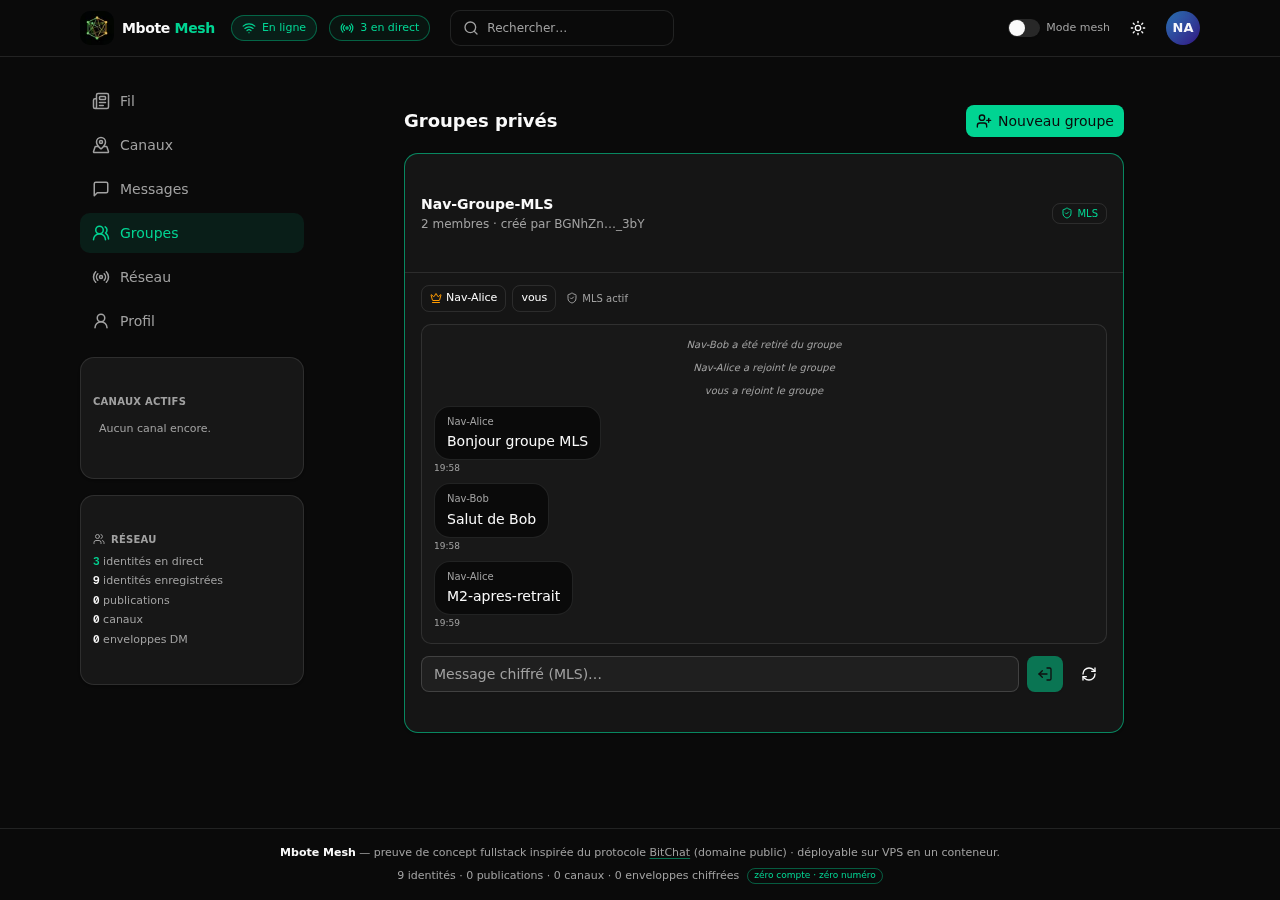 Mbote Mesh
En ligne
3 en direct
Rechercher…
Mode mesh
NA
Fil
Canaux
Messages
Groupes
Réseau
Profil
CANAUX ACTIFS
Aucun canal encore.
RÉSEAU
3 identités en direct
9 identités enregistrées
0 publications
0 canaux
0 enveloppes DM
Groupes privés
Nouveau groupe
Nav-Groupe-MLS
2 membres · créé par BGNhZn…_3bY
MLS
Nav-Alice
vous
MLS actif
Nav-Bob a été retiré du groupe
Nav-Alice a rejoint le groupe
vous a rejoint le groupe
Nav-Alice
Bonjour groupe MLS
19:58
Nav-Bob
Salut de Bob
19:58
Nav-Alice
M2-apres-retrait
19:59
Message chiffré (MLS)…
Mbote Mesh — preuve de concept fullstack inspirée du protocole BitChat (domaine public) · déployable sur VPS en un conteneur.
9 identités · 0 publications · 0 canaux · 0 enveloppes chiffrées
zéro compte · zéro numéro